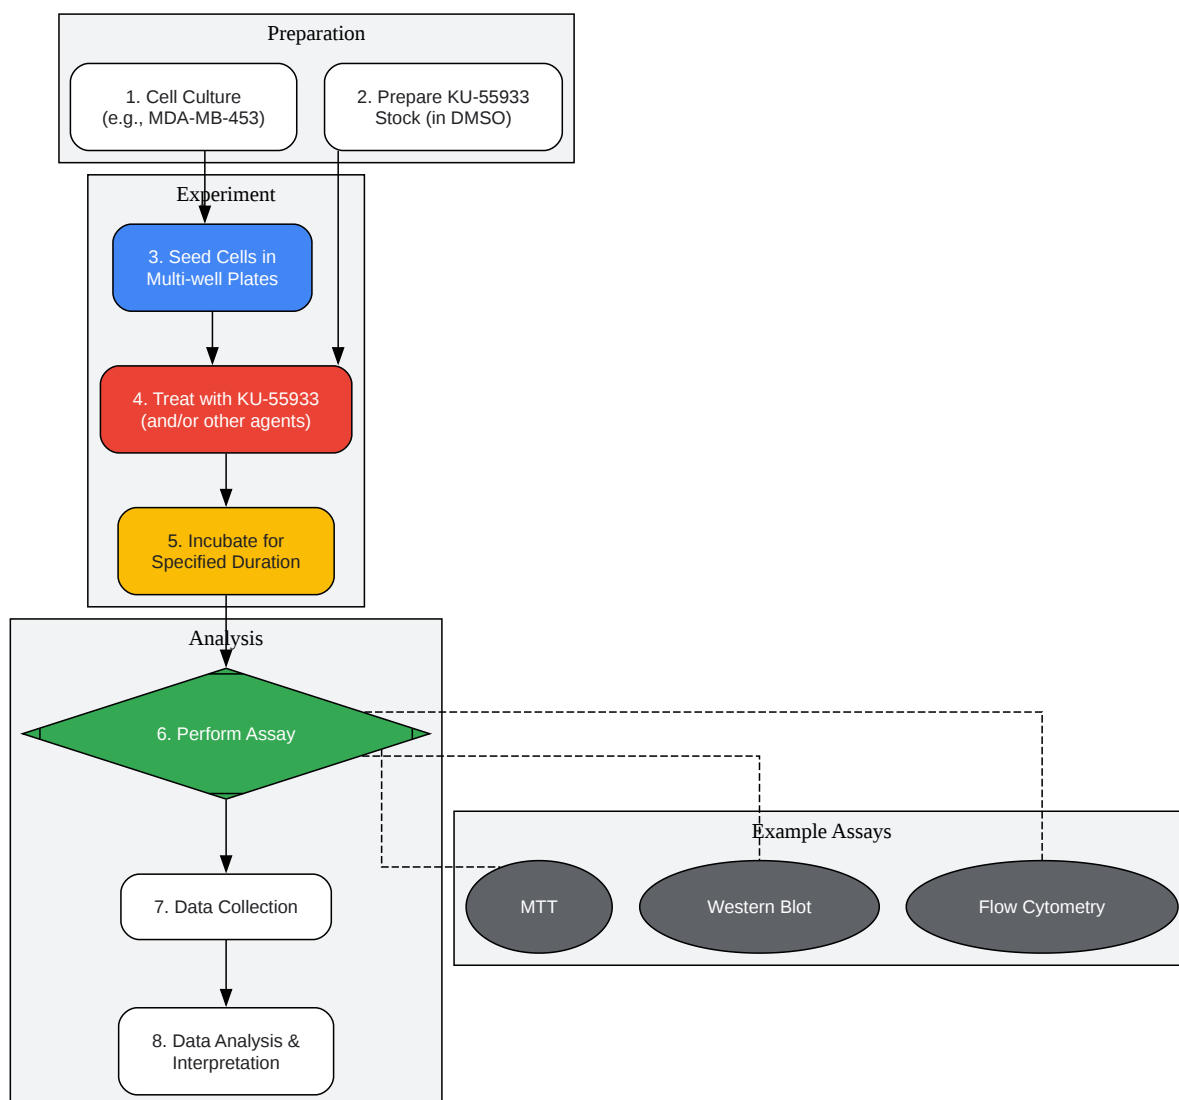 Preparation
1. Cell Culture
(e.g., MDA-MB-453)
2. Prepare KU-55933
Stock (in DMSO)
Experiment
3. Seed Cells in
Multi-well Plates
4. Treat with KU-55933
(and/or other agents)
5. Incubate for
Specified Duration
Analysis
6. Perform Assay
Example Assays
MTT
Western Blot
Flow Cytometry
7. Data Collection
8. Data Analysis &
Interpretation